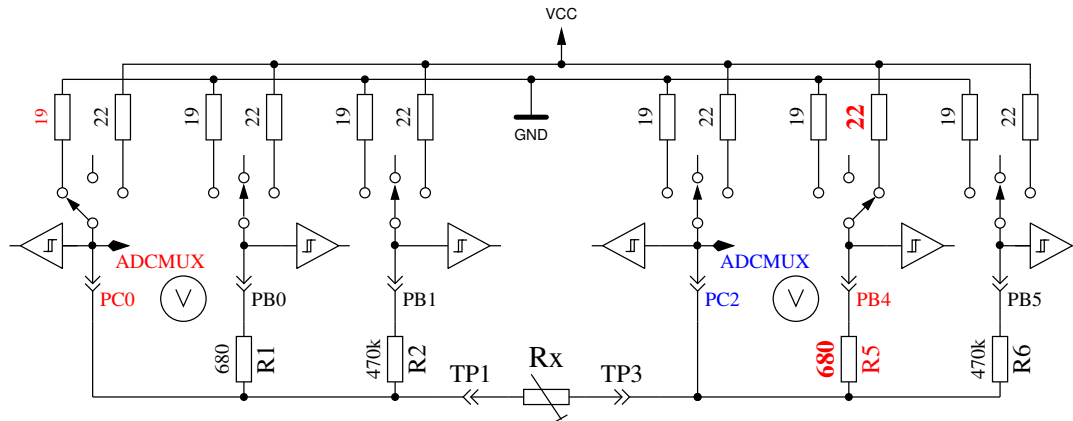 VCC
19
22
19
22
19
22
19
22
19
22
19
22
GND
ADCMUX
ADCMUX
PC0
V
PB0
PB1
PC2
V
PB4
PB5
680
R1
470k
R2
TP1
Rx
TP3
680
R5
470k
R6